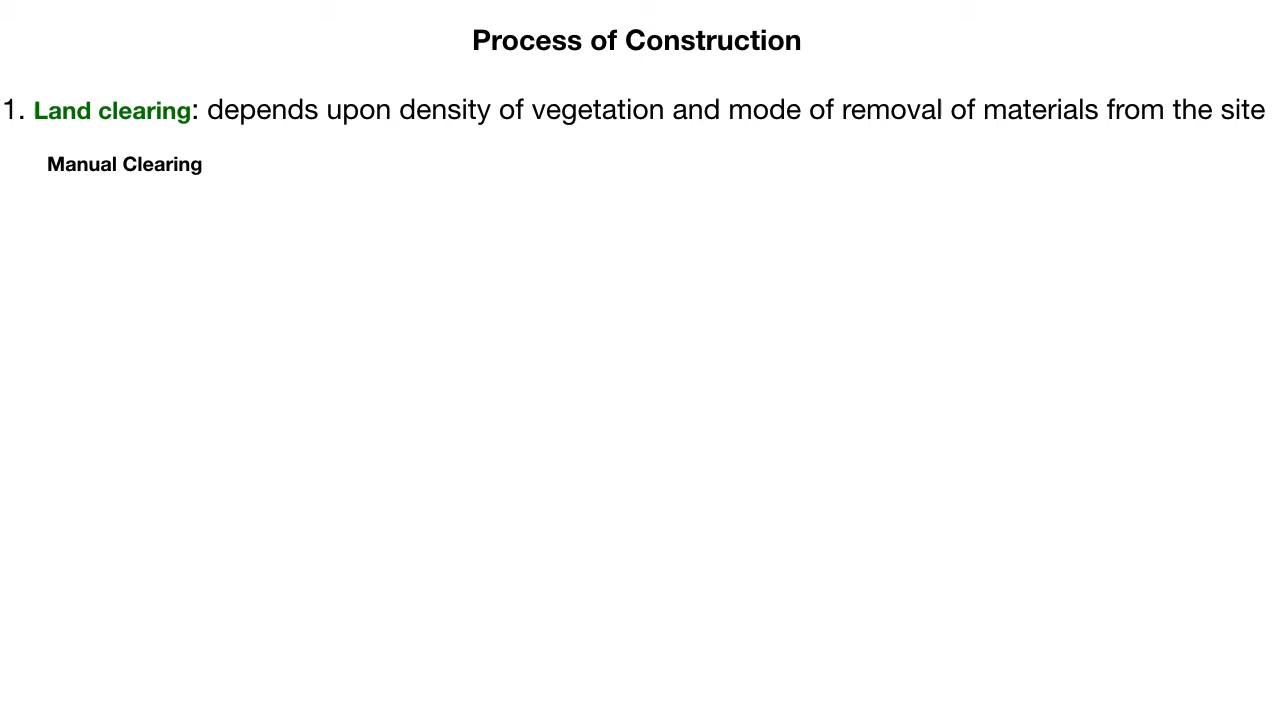 Process of Construction
1. Land clearing: depends upon density of vegetation and mode of removal of materials from the site
Manual Clearing